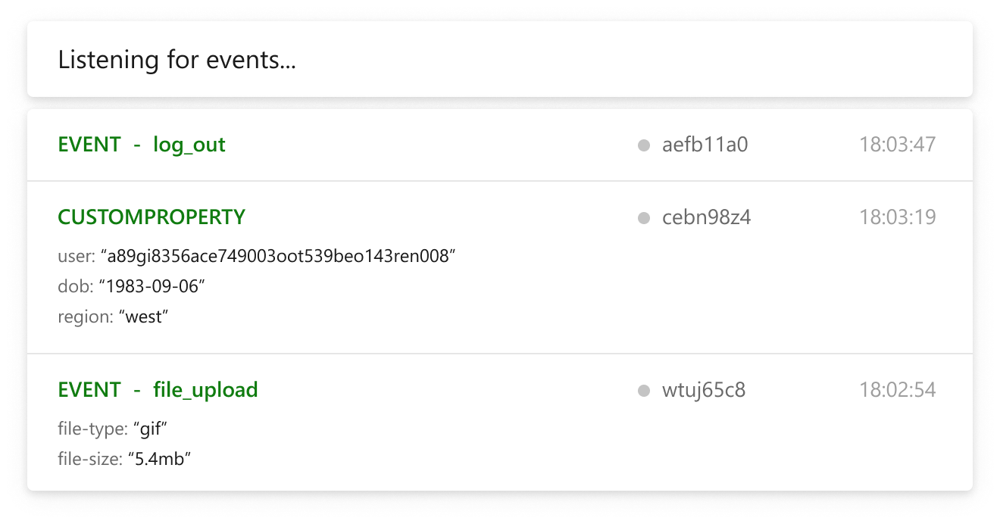 Listening for events...
EVENT - log_out aefb11a0 18:03:47
CUSTOMPROPERTY cebn98z4 18:03:19
user: “a89gi8356ace749003oot539beo143ren008”
dob: “1983-09-06”
region: “west”
EVENT - file_upload wtuj65c8 18:02:54
file-type: “gif”
file-size: “5.4mb”